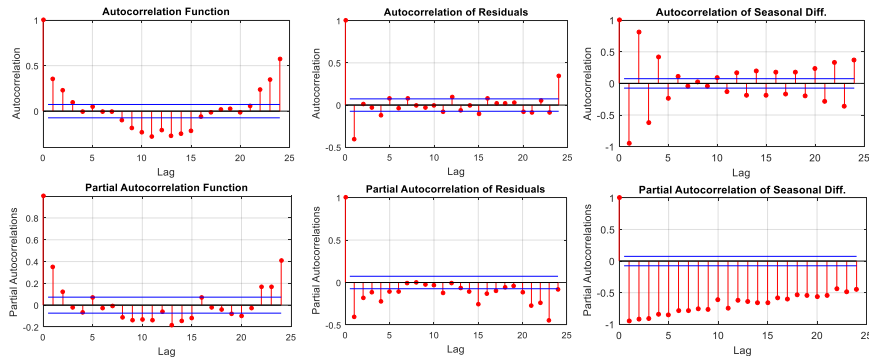 Autocorrelation Function
Autocorrelation
1
0.5
0
0 5 10 15 20 25
Lag
Autocorrelation of Residuals
Autocorrelation
1
0.5
0
-0.5
0 5 10 15 20 25
Lag
Autocorrelation of Seasonal Diff.
Autocorrelation
1
0.5
0
-0.5
-1
0 5 10 15 20 25
Lag
Partial Autocorrelation Function
Partial Autocorrelations
0.8
0.6
0.4
0.2
0
-0.2
0 5 10 15 20 25
Lag
Partial Autocorrelation of Residuals
Partial Autocorrelations
1
0.5
0
-0.5
0 5 10 15 20 25
Lag
Partial Autocorrelation of Seasonal Diff.
Partial Autocorrelations
1
0.5
0
-0.5
-1
0 5 10 15 20 25
Lag